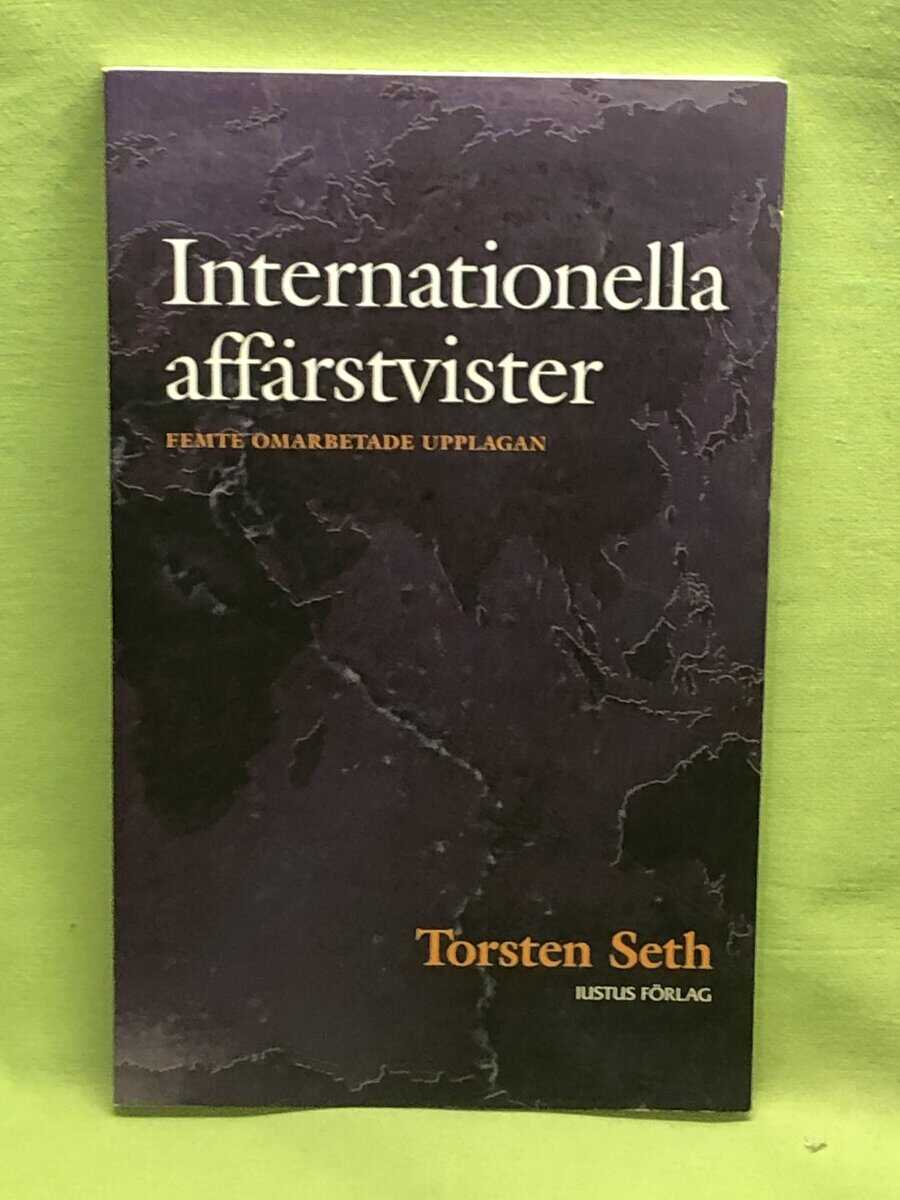 Internationella
affärstvister
FEMTE OMARBETADE UPPLAGAN
Torsten Seth
IUSTUS FÖRLAG